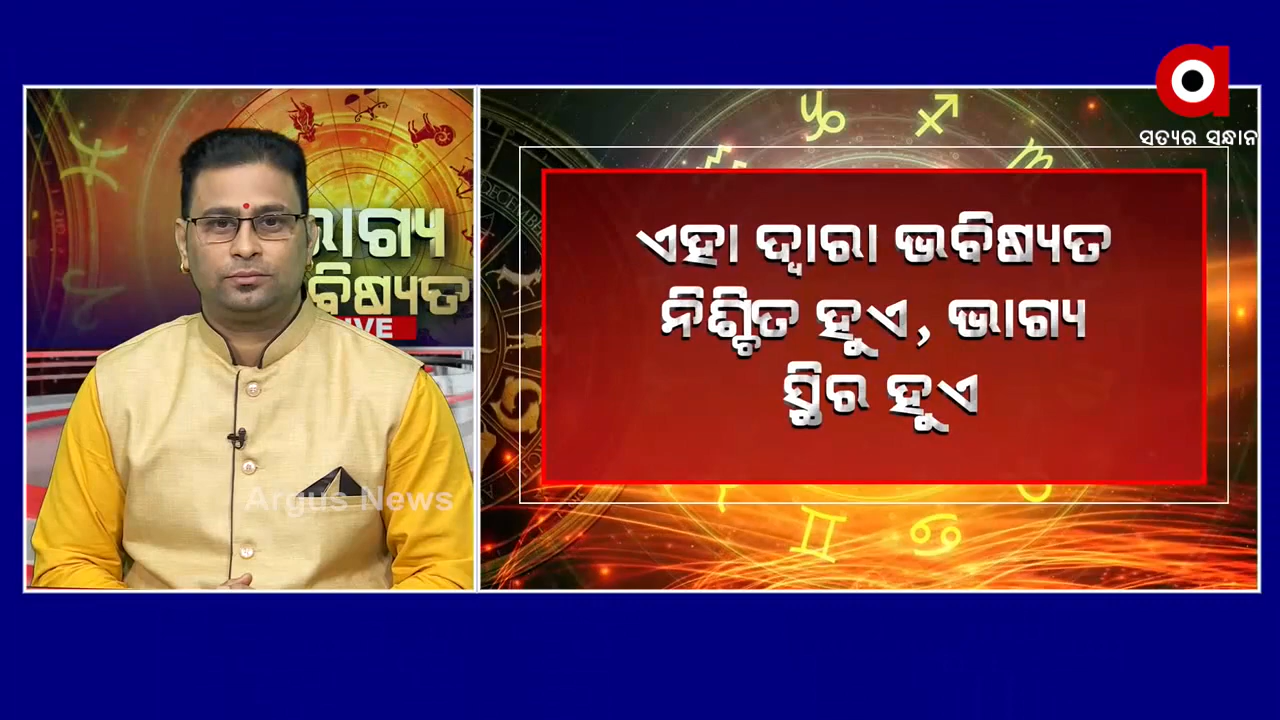 ସତ୍ୟର ସନ୍ଧାନ
ଭାଗ୍ୟ
ଭବିଷ୍ୟତ
LIVE
Argus News
ଏହା ଦ୍ୱାରା ଭବିଷ୍ୟତ
ନିଶ୍ଚିତ ହୁଏ, ଭାଗ୍ୟ
ସ୍ଥିର ହୁଏ